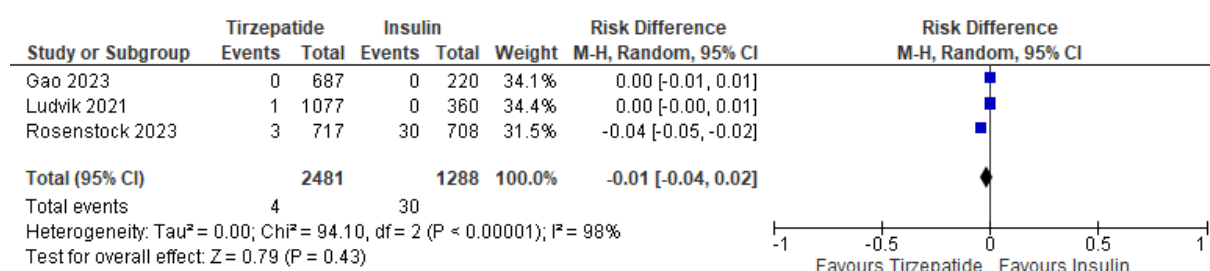 Tirzepatide Insulin Risk Difference Risk Difference
Study or Subgroup Events Total Events Total Weight M-H, Random, 95% CI M-H, Random, 95% CI
Gao 2023 0 687 0 220 34.1% 0.00 [-0.01, 0.01]
Ludvik 2021 1 1077 0 360 34.4% 0.00 [-0.00, 0.01]
Rosenstock 2023 3 717 30 708 31.5% -0.04 [-0.05, -0.02]
Total (95% CI) 2481 1288 100.0% -0.01 [-0.04, 0.02]
Total events 4 30
Heterogeneity: Tau² = 0.00; Chi² = 94.10, df = 2 (P < 0.00001); I² = 98%
Test for overall effect: Z = 0.79 (P = 0.43)
-1 -0.5 0 0.5 1
Favours Tirzepatide Favours Insulin